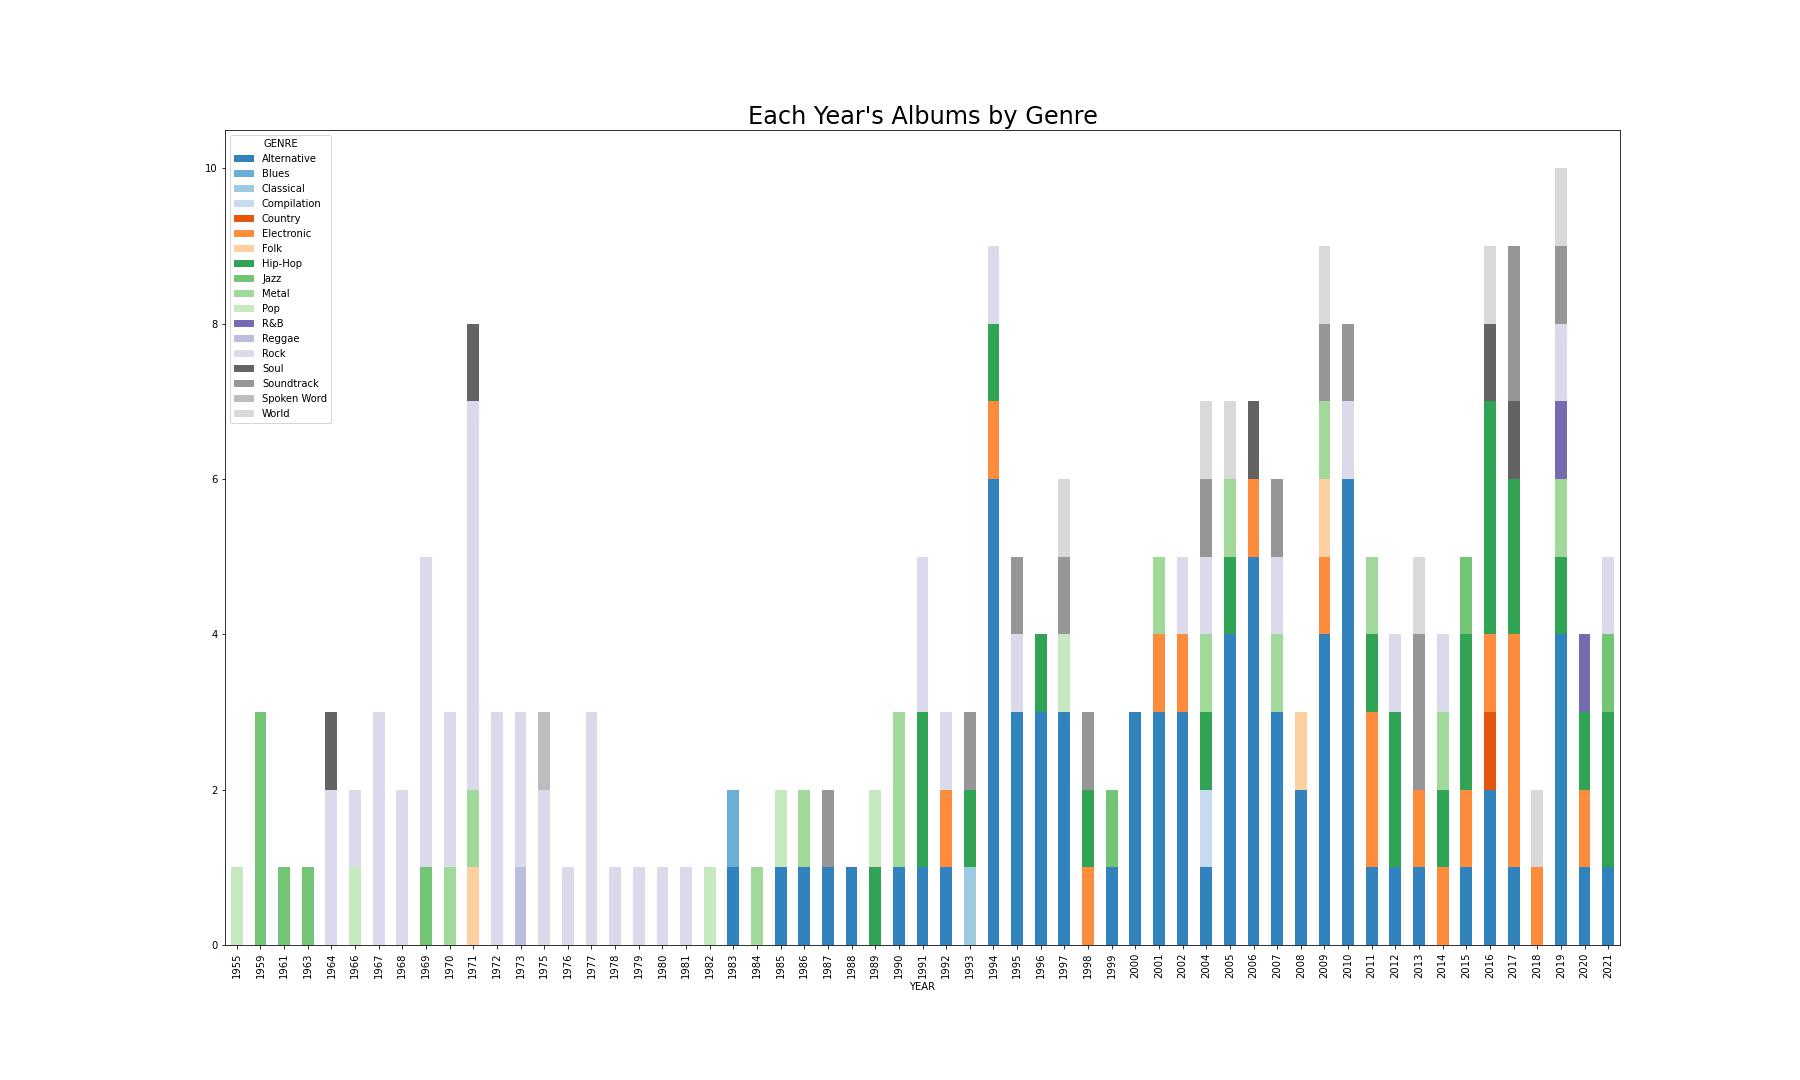 Each Year's Albums by Genre
GENRE
Alternative
Blues
Classical
Compilation
Country
Electronic
Folk
Hip-Hop
Jazz
Metal
Pop
R&B
Reggae
Rock
Soul
Soundtrack
Spoken Word
World
10
8
6
4
2
0
1955 1959 1961 1963 1964 1966 1967 1968 1969 1970 1971 1972 1973 1975 1976 1977 1978 1979 1980 1981 1982 1983 1984 1985 1986 1987 1988 1989 1990 1991 1992 1993 1994 1995 1996 1997 1998 1999 2000 2001 2002 2004 2005 2006 2007 2008 2009 2010 2011 2012 2013 2014 2015 2016 2017 2018 2019 2020 2021
YEAR